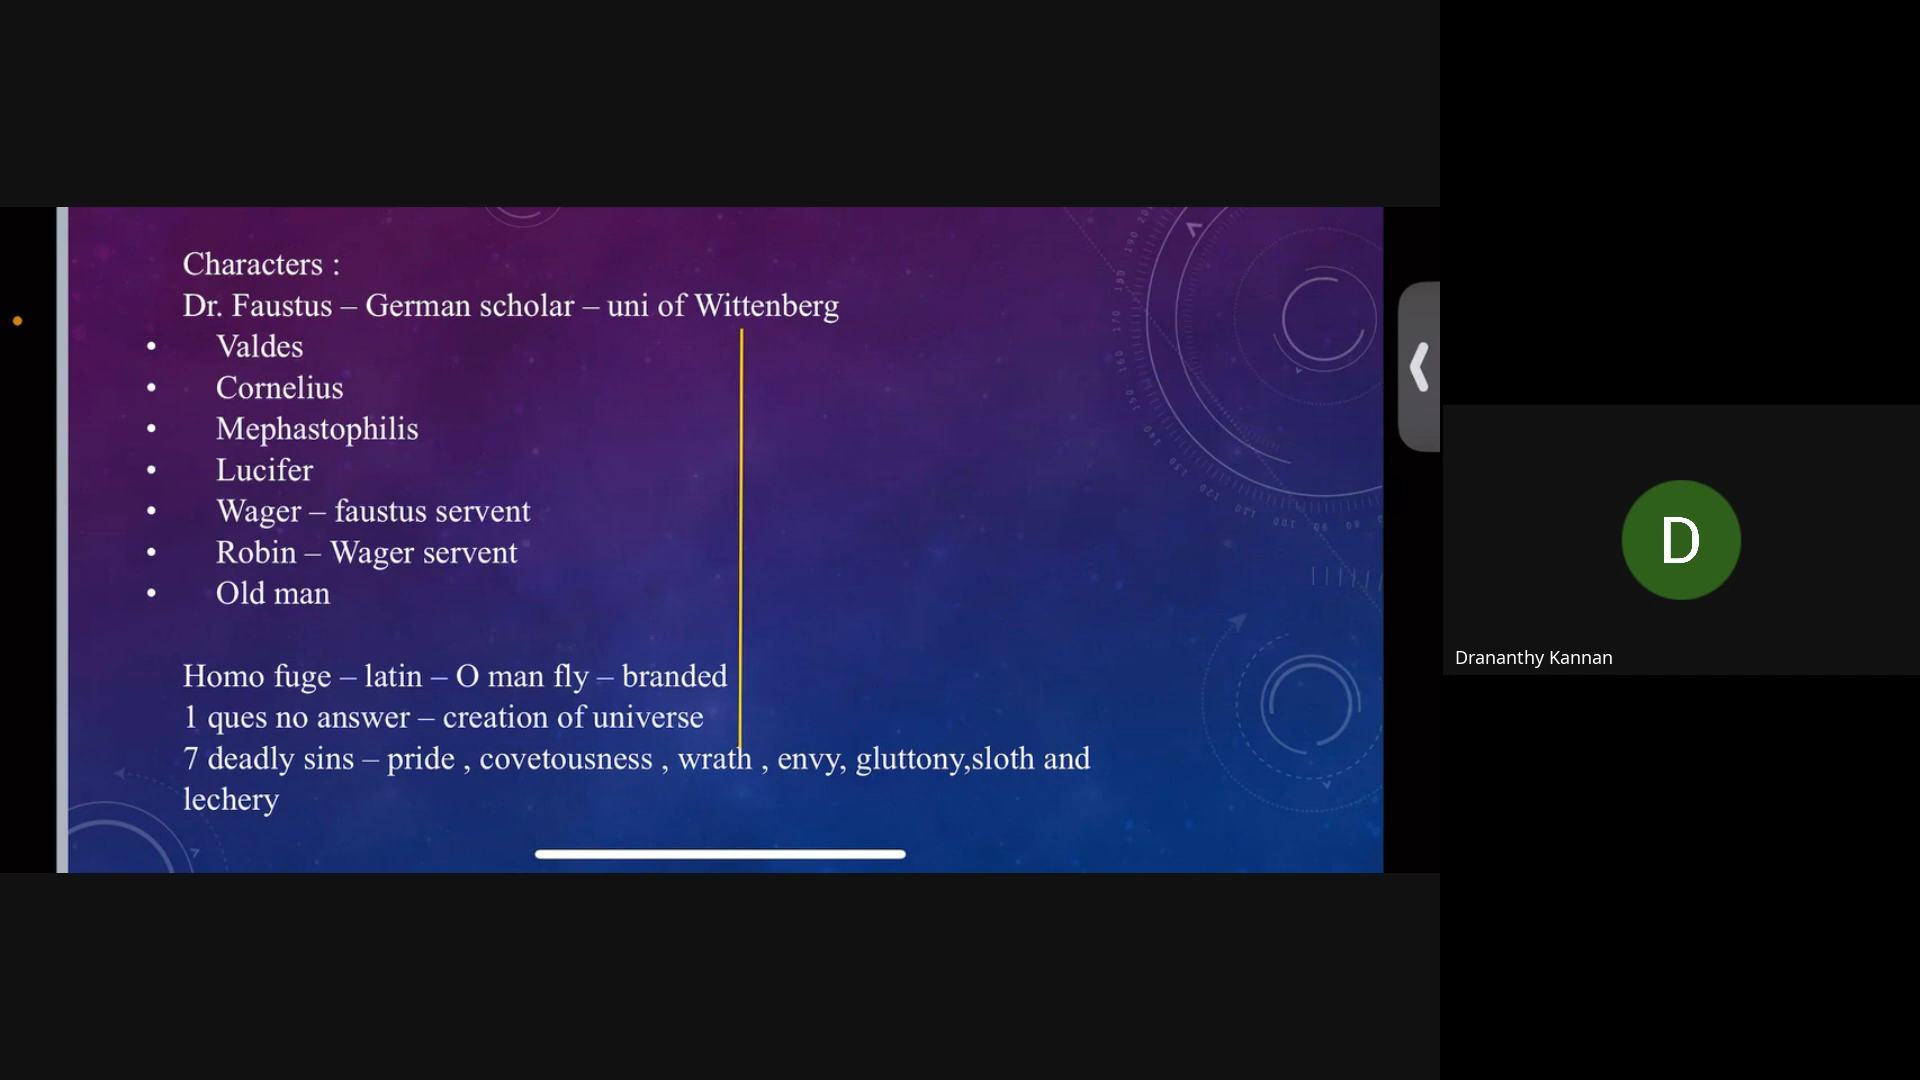 Characters :
Dr. Faustus – German scholar – uni of Wittenberg
• Valdes
• Cornelius
• Mephastophilis
• Lucifer
• Wager – faustus servent
• Robin – Wager servent
• Old man
Homo fuge – latin – O man fly – branded
1 ques no answer – creation of universe
7 deadly sins – pride , covetousness , wrath , envy, gluttony,sloth and
lechery
D
Drananthy Kannan